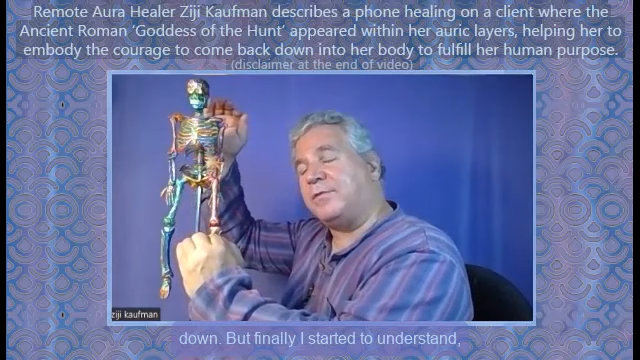 Remote Aura Healer Ziji Kaufman describes a phone healing on a client where the
Ancient Roman ‘Goddess of the Hunt’ appeared within her auric layers, helping her to
embody the courage to come back down into her body to fulfill her human purpose.
(disclaimer at the end of video)
ziji kaufman
down. But finally I started to understand,